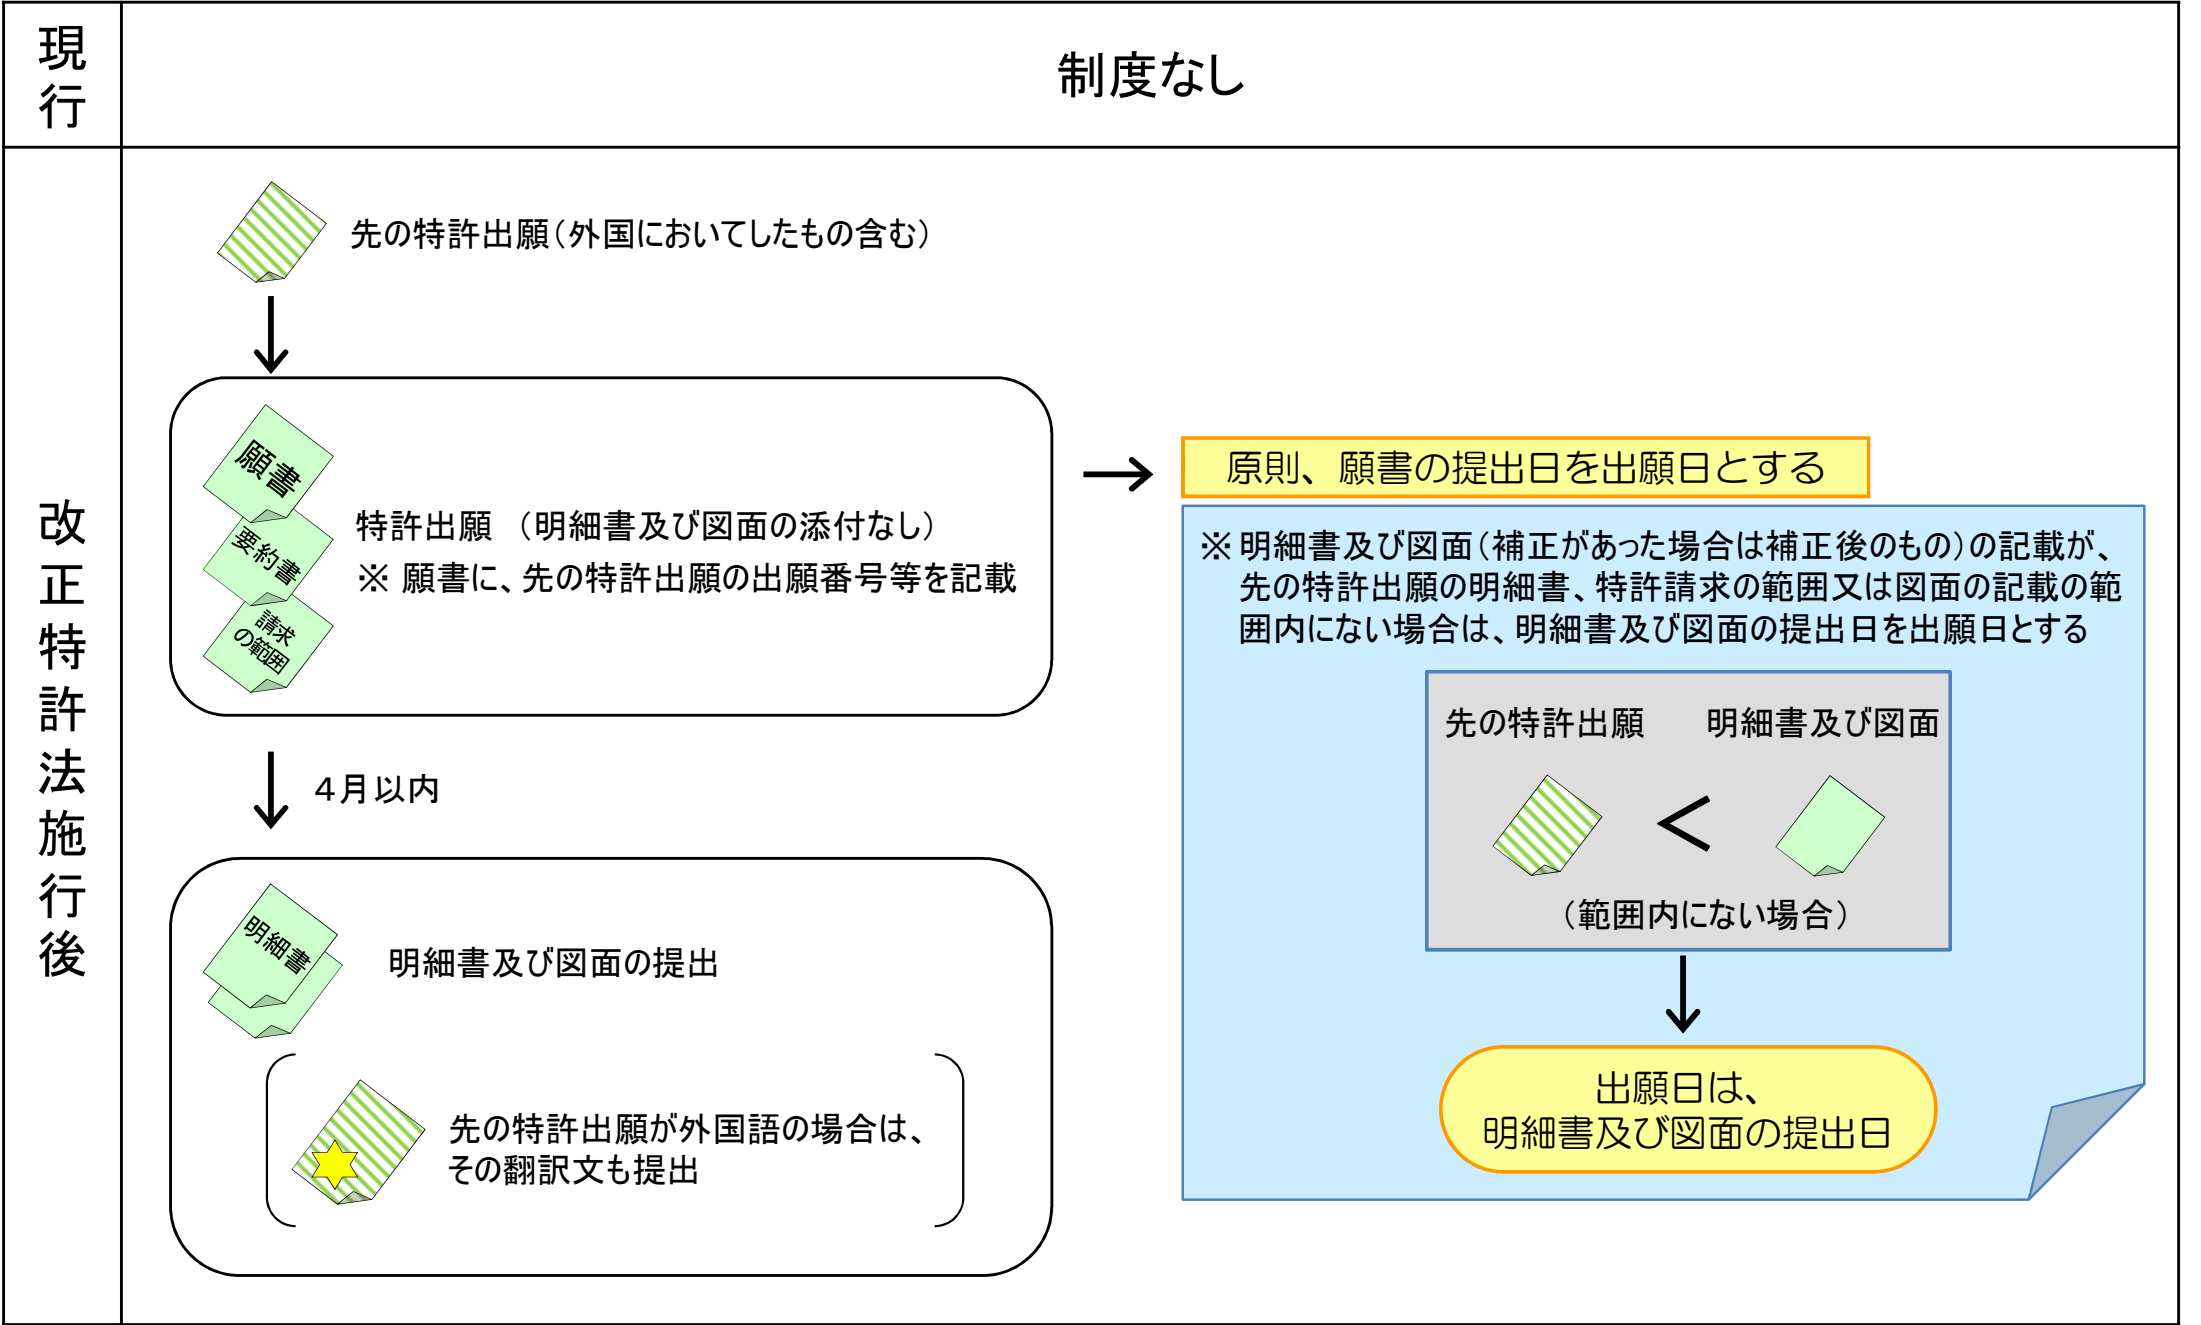 現行
制度なし
改正特許法施行後
先の特許出願（外国においてしたもの含む）
願書
要約書
請求
の範囲
特許出願　（明細書及び図面の添付なし）
※ 願書に、先の特許出願の出願番号等を記載
４月以内
明細書
明細書及び図面の提出
先の特許出願が外国語の場合は、
その翻訳文も提出
原則、願書の提出日を出願日とする
※ 明細書及び図面（補正があった場合は補正後のもの）の記載が、
先の特許出願の明細書、特許請求の範囲又は図面の記載の範
囲内にない場合は、明細書及び図面の提出日を出願日とする
先の特許出願　明細書及び図面
＜
（範囲内にない場合）
出願日は、
明細書及び図面の提出日